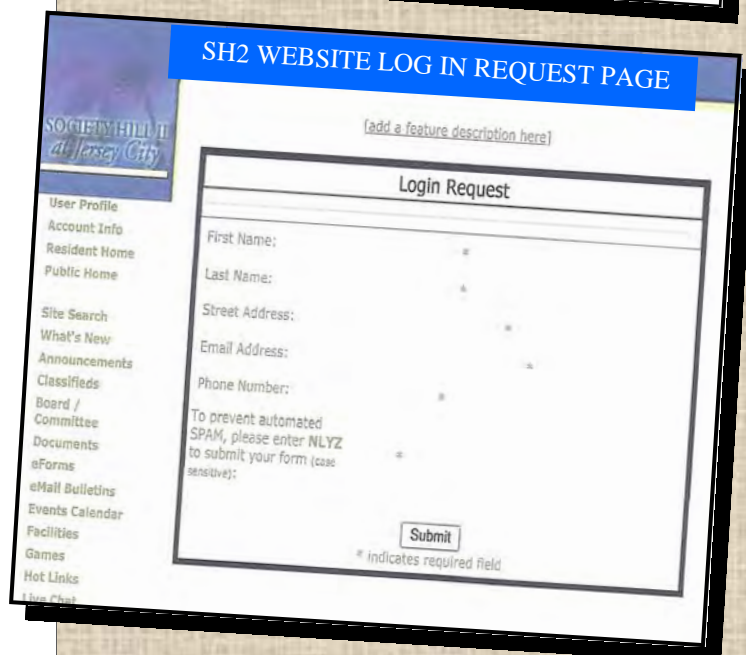 SH2 WEBSITE LOG IN REQUEST PAGE
SOCIETY HILL II
at Jersey City
User Profile
Account Info
Resident Home
Public Home
Site Search
What's New
Announcements
Classifieds
Board /
Committee
Documents
eForms
eMail Bulletins
Events Calendar
Facilities
Games
Hot Links
Live Chat
[add a feature description here]
Login Request
First Name: *
Last Name: *
Street Address: *
Email Address: *
Phone Number: *
To prevent automated
SPAM, please enter NLYZ
to submit your form (case *
sensitive):
Submit
* indicates required field